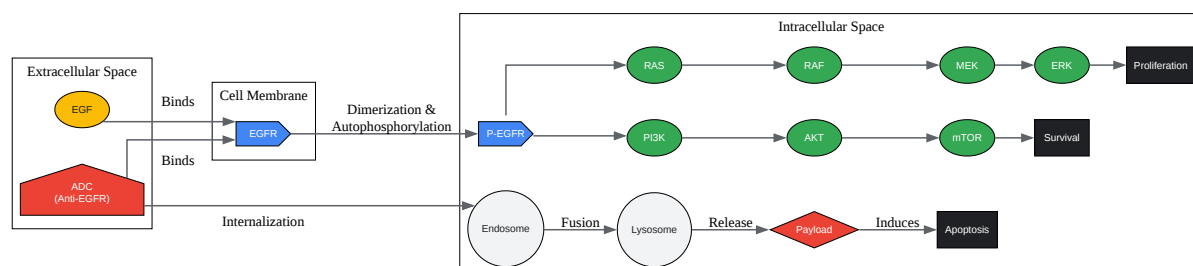 Intracellular Space
Extracellular Space
EGF
Binds
Cell Membrane
EGFR
Binds
ADC
(Anti-EGFR)
Dimerization &
Autophosphorylation
P-EGFR
RAS
RAF
MEK
ERK
Proliferation
PI3K
AKT
mTOR
Survival
Internalization
Endosome
Fusion
Lysosome
Release
Payload
Induces
Apoptosis